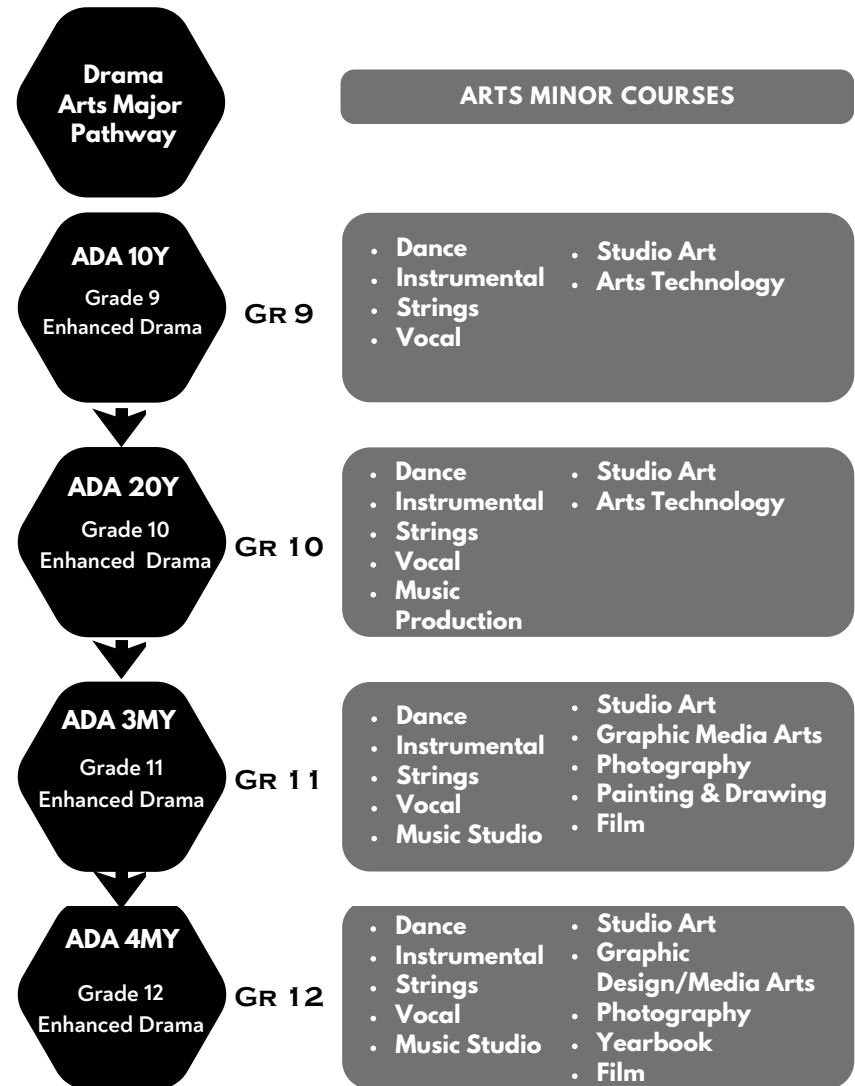 Drama
Arts Major
Pathway
ARTS MINOR COURSES
ADA 10Y
Grade 9
Enhanced Drama
GR 9
• Dance
• Instrumental
• Strings
• Vocal
• Studio Art
• Arts Technology
ADA 20Y
Grade 10
Enhanced Drama
GR 10
• Dance
• Instrumental
• Strings
• Vocal
• Music
Production
• Studio Art
• Arts Technology
ADA 3MY
Grade 11
Enhanced Drama
GR 11
• Dance
• Instrumental
• Strings
• Vocal
• Music Studio
• Studio Art
• Graphic Media Arts
• Photography
• Painting & Drawing
• Film
ADA 4MY
Grade 12
Enhanced Drama
GR 12
• Dance
• Instrumental
• Strings
• Vocal
• Music Studio
• Studio Art
• Graphic
Design/Media Arts
• Photography
• Yearbook
• Film